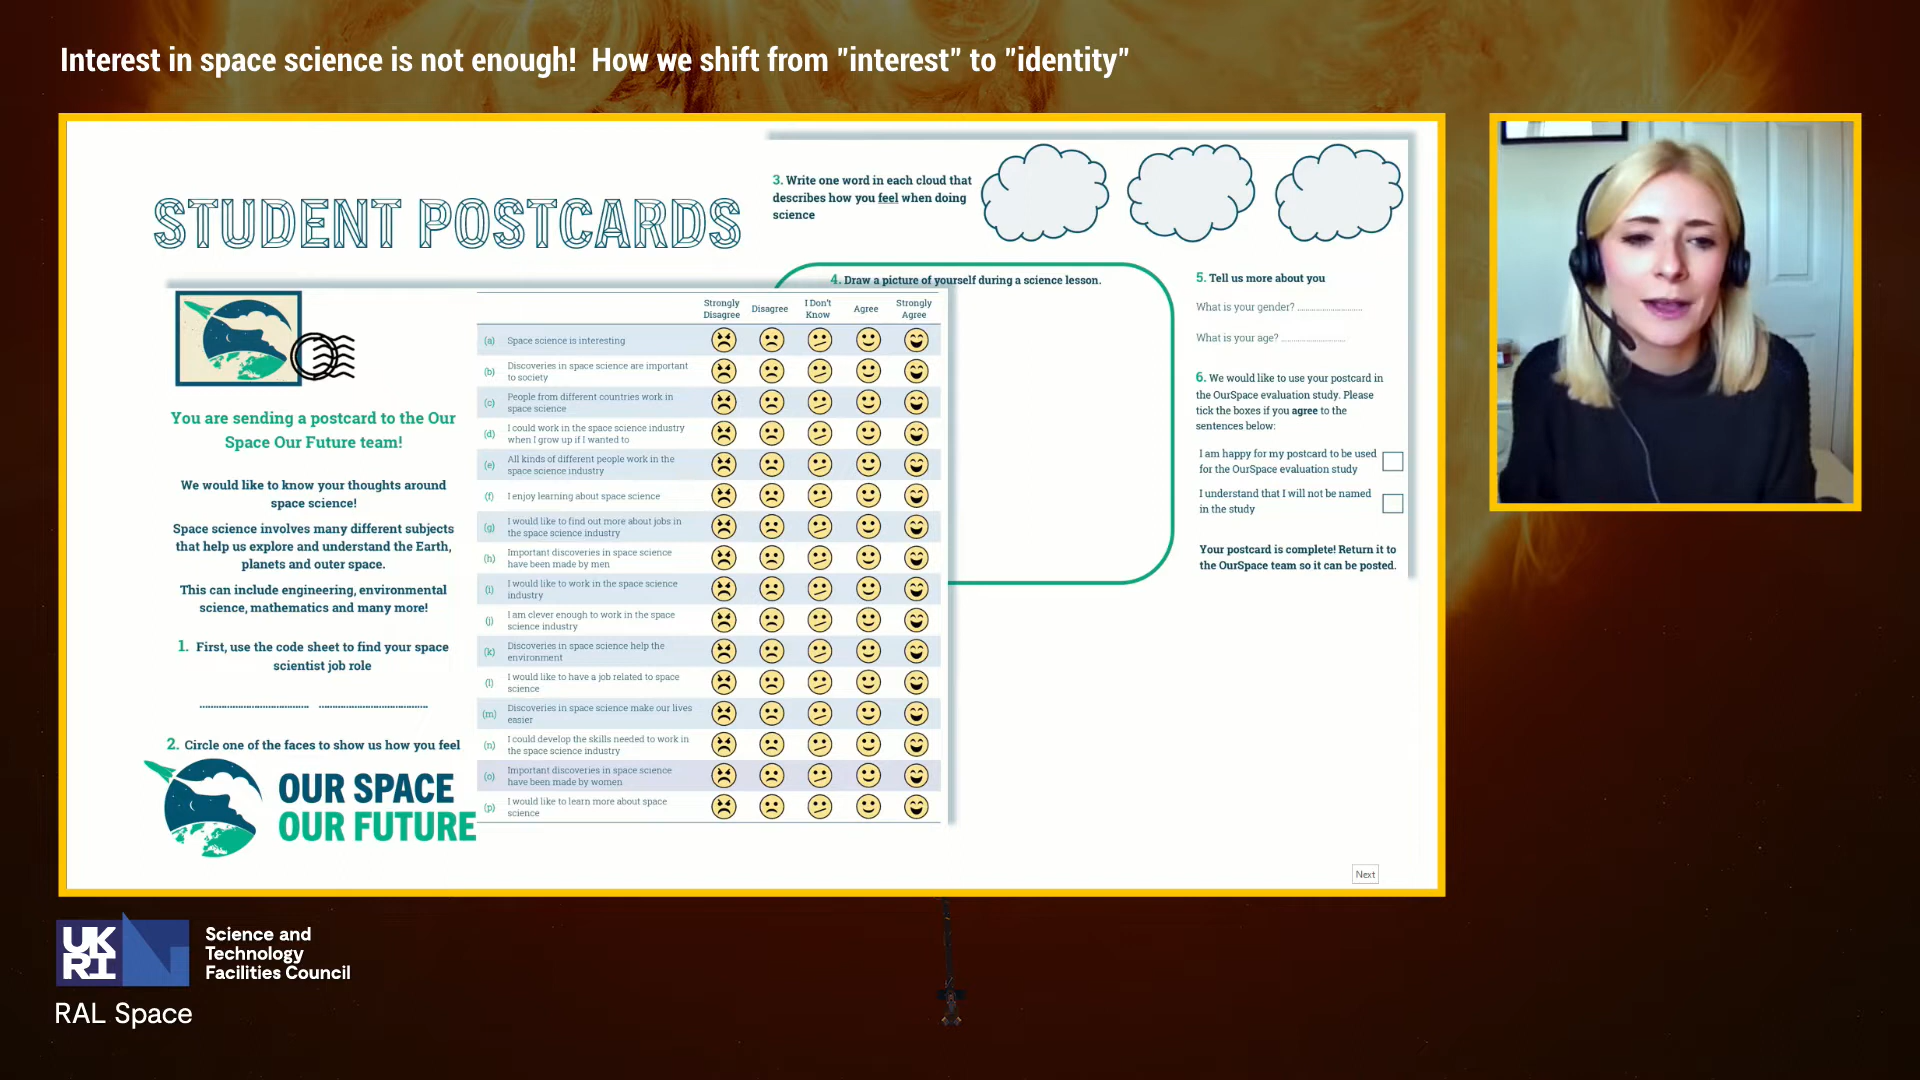 Interest in space science is not enough!  How we shift from "interest" to "identity"
STUDENT POSTCARDS
You are sending a postcard to the Our
Space Our Future team!
We would like to know your thoughts around
space science!
Space science involves many different subjects
that help us explore and understand the Earth,
planets and outer space.
This can include engineering, environmental
science, mathematics and many more!
1. First, use the code sheet to find your space
scientist job role
2. Circle one of the faces to show us how you feel
OUR SPACE
OUR FUTURE
Strongly Disagree Disagree I Don't Know Agree Strongly Agree
(a) Space science is interesting
(b) Discoveries in space science are important
to society
(c) People from different countries work in
space science
(d) I could work in the space science industry
when I grow up if I wanted to
(e) All kinds of different people work in the
space science industry
(f) I enjoy learning about space science
(g) I would like to find out more about jobs in
the space science industry
(h) Important discoveries in space science
have been made by men
(i) I would like to work in the space science
industry
(j) I am clever enough to work in the space
science industry
(k) Discoveries in space science help the
environment
(l) I would like to have a job related to space
science
(m) Discoveries in space science make our lives
easier
(n) I could develop the skills needed to work in
the space science industry
(o) Important discoveries in space science
have been made by women
(p) I would like to learn more about space
science
3. Write one word in each cloud that
describes how you feel when doing
science
4. Draw a picture of yourself during a science lesson.
5. Tell us more about you
What is your gender? ..............................
What is your age? ..............................
6. We would like to use your postcard in
the OurSpace evaluation study. Please
tick the boxes if you agree to the
sentences below:
I am happy for my postcard to be used
for the OurSpace evaluation study
I understand that I will not be named
in the study
Your postcard is complete! Return it to
the OurSpace team so it can be posted.
Next
UK
RI
Science and
Technology
Facilities Council
RAL Space